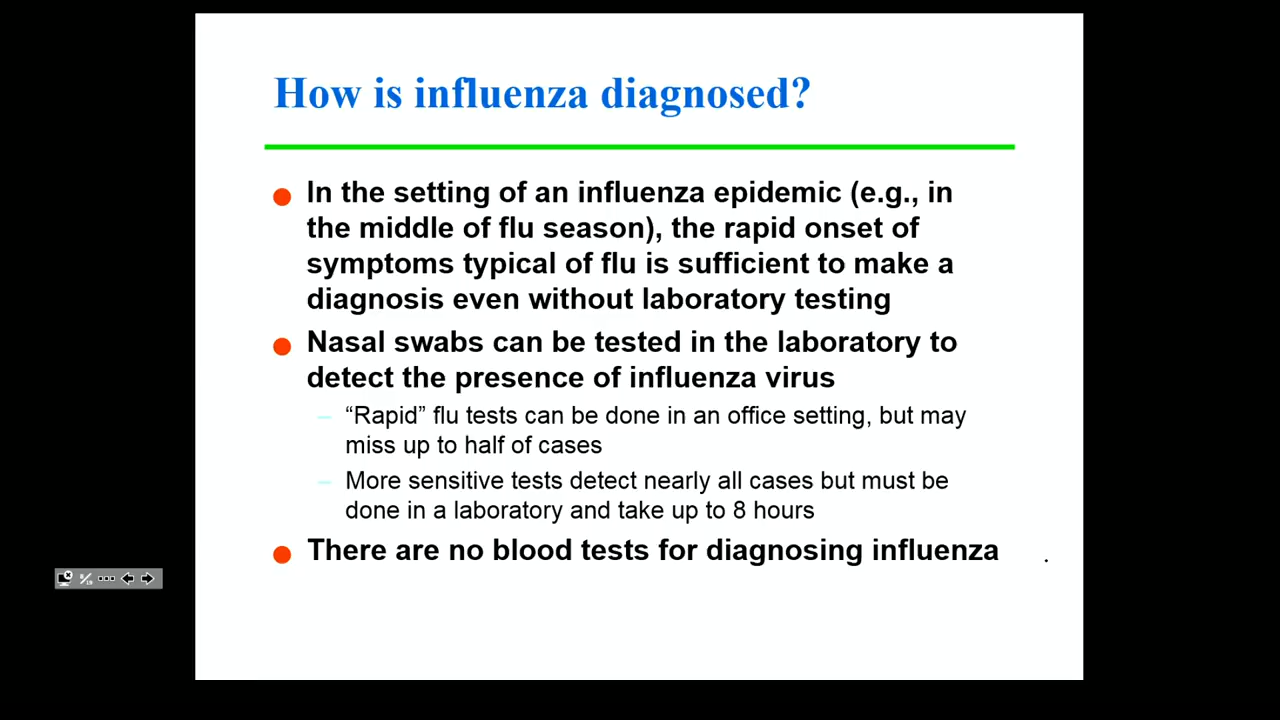 How is influenza diagnosed?
In the setting of an influenza epidemic (e.g., in
the middle of flu season), the rapid onset of
symptoms typical of flu is sufficient to make a
diagnosis even without laboratory testing
Nasal swabs can be tested in the laboratory to
detect the presence of influenza virus
– “Rapid” flu tests can be done in an office setting, but may
miss up to half of cases
– More sensitive tests detect nearly all cases but must be
done in a laboratory and take up to 8 hours
There are no blood tests for diagnosing influenza
.